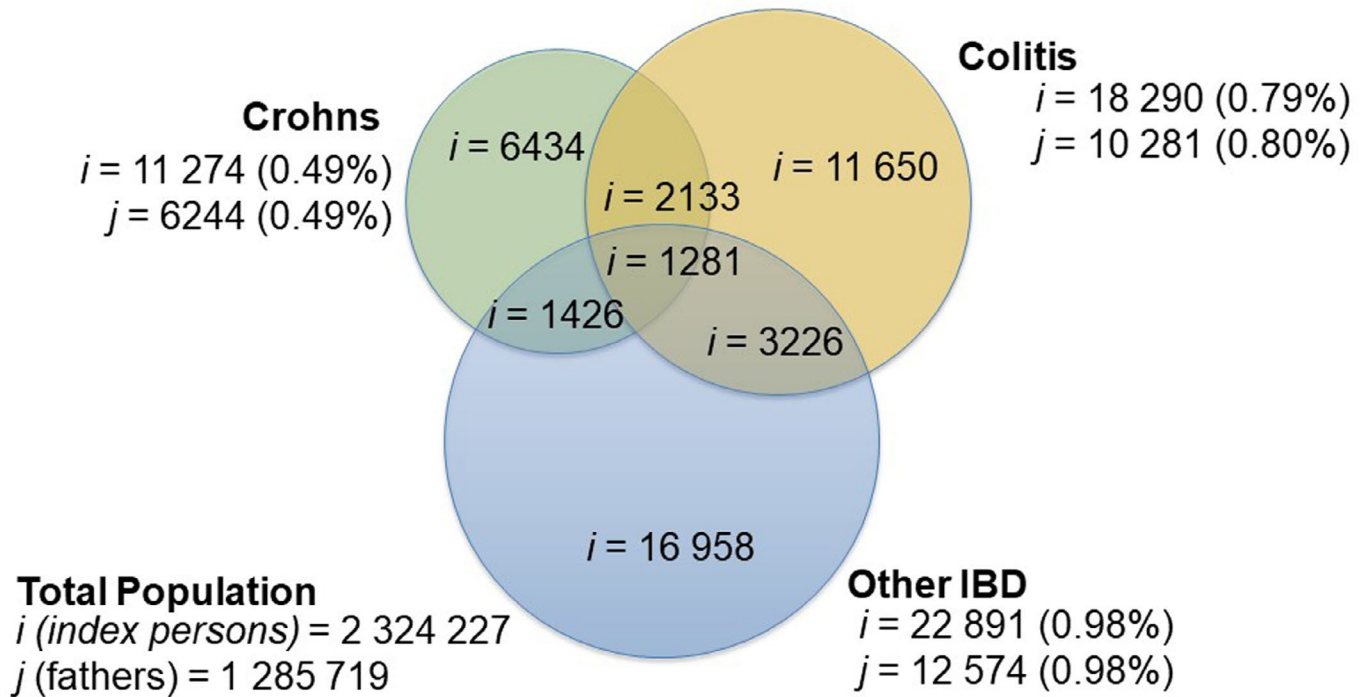 Crohns
i = 11 274 (0.49%)
j = 6244 (0.49%)
Colitis
i = 18 290 (0.79%)
j = 10 281 (0.80%)
i = 6434
i = 11 650
i = 2133
i = 1281
i = 1426
i = 3226
i = 16 958
Total Population
i (index persons) = 2 324 227
j (fathers) = 1 285 719
Other IBD
i = 22 891 (0.98%)
j = 12 574 (0.98%)